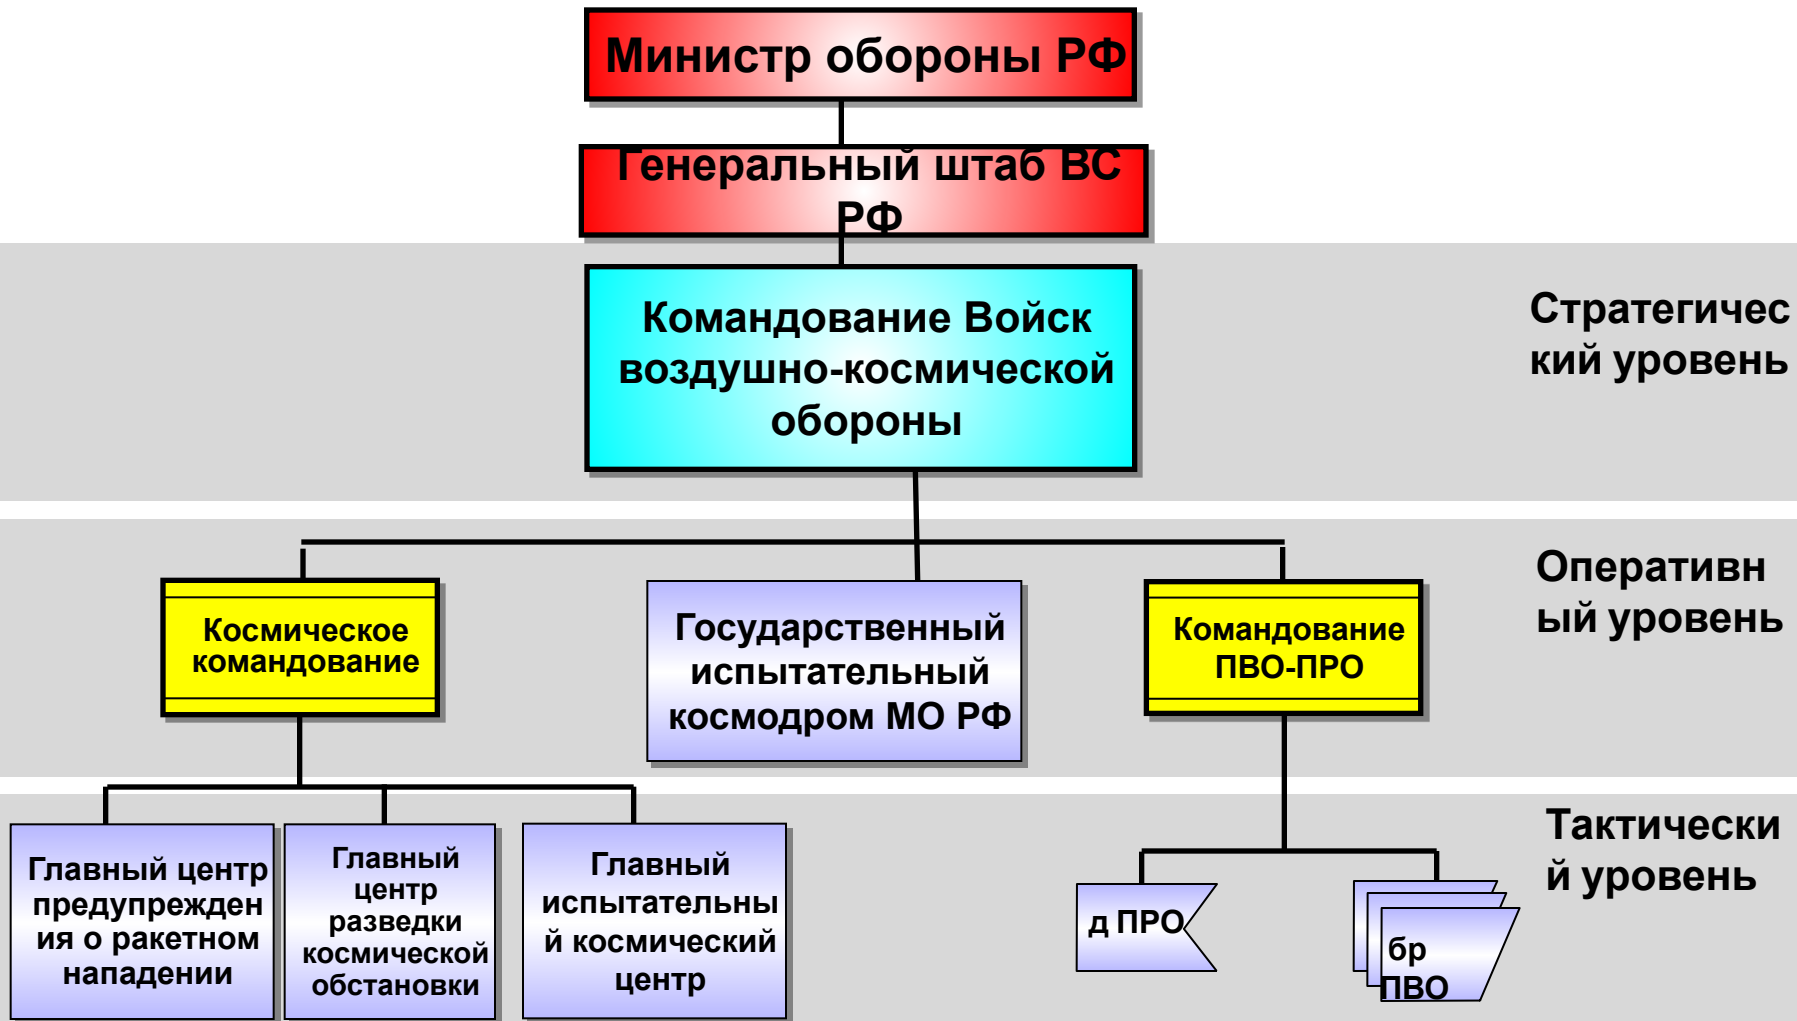 Министр обороны РФ
Генеральный штаб ВС
РФ
Командование Войск
воздушно-космической
обороны
Стратегичес
кий уровень
Космическое
командование
Государственный
испытательный
космодром МО РФ
Командование
ПВО-ПРО
Оперативн
ый уровень
Главный центр
предупрежден
ия о ракетном
нападении
Главный
центр
разведки
космической
обстановки
Главный
испытательны
й космический
центр
д ПРО
бр
ПВО
Тактически
й уровень